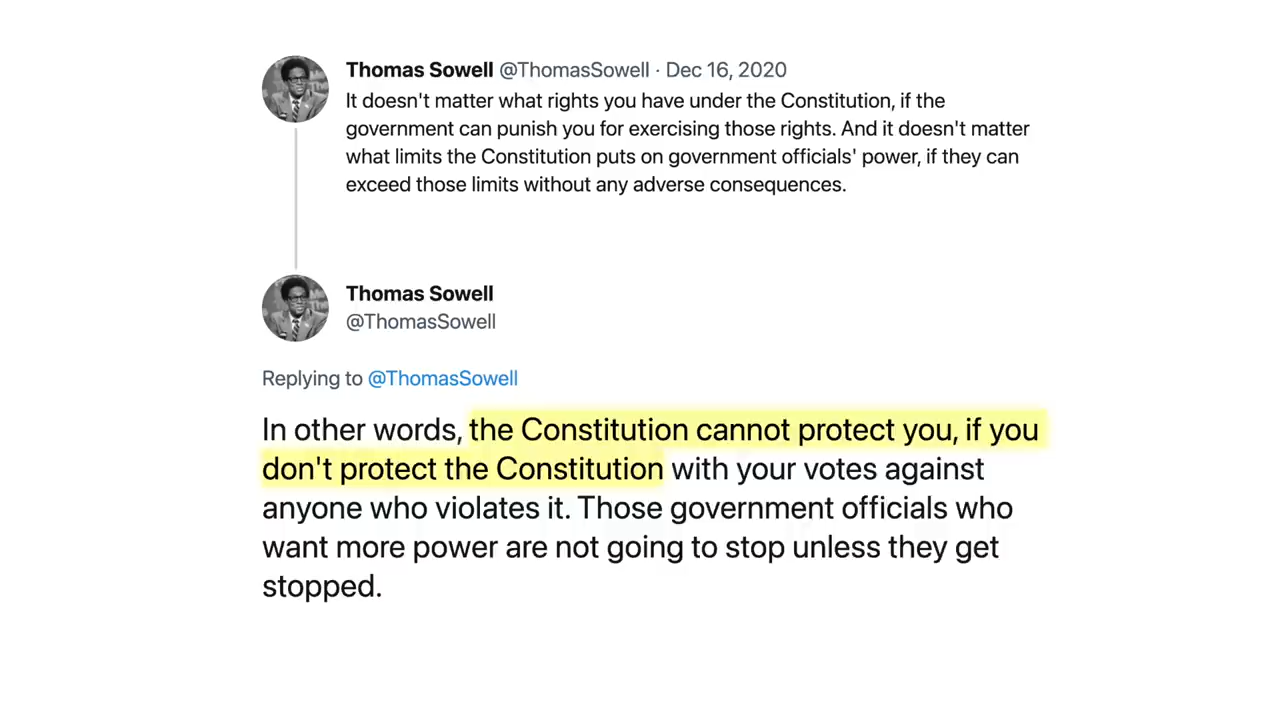 Thomas Sowell @ThomasSowell · Dec 16, 2020
It doesn't matter what rights you have under the Constitution, if the
government can punish you for exercising those rights. And it doesn't matter
what limits the Constitution puts on government officials' power, if they can
exceed those limits without any adverse consequences.
Thomas Sowell
@ThomasSowell
Replying to @ThomasSowell
In other words, the Constitution cannot protect you, if you
don't protect the Constitution with your votes against
anyone who violates it. Those government officials who
want more power are not going to stop unless they get
stopped.